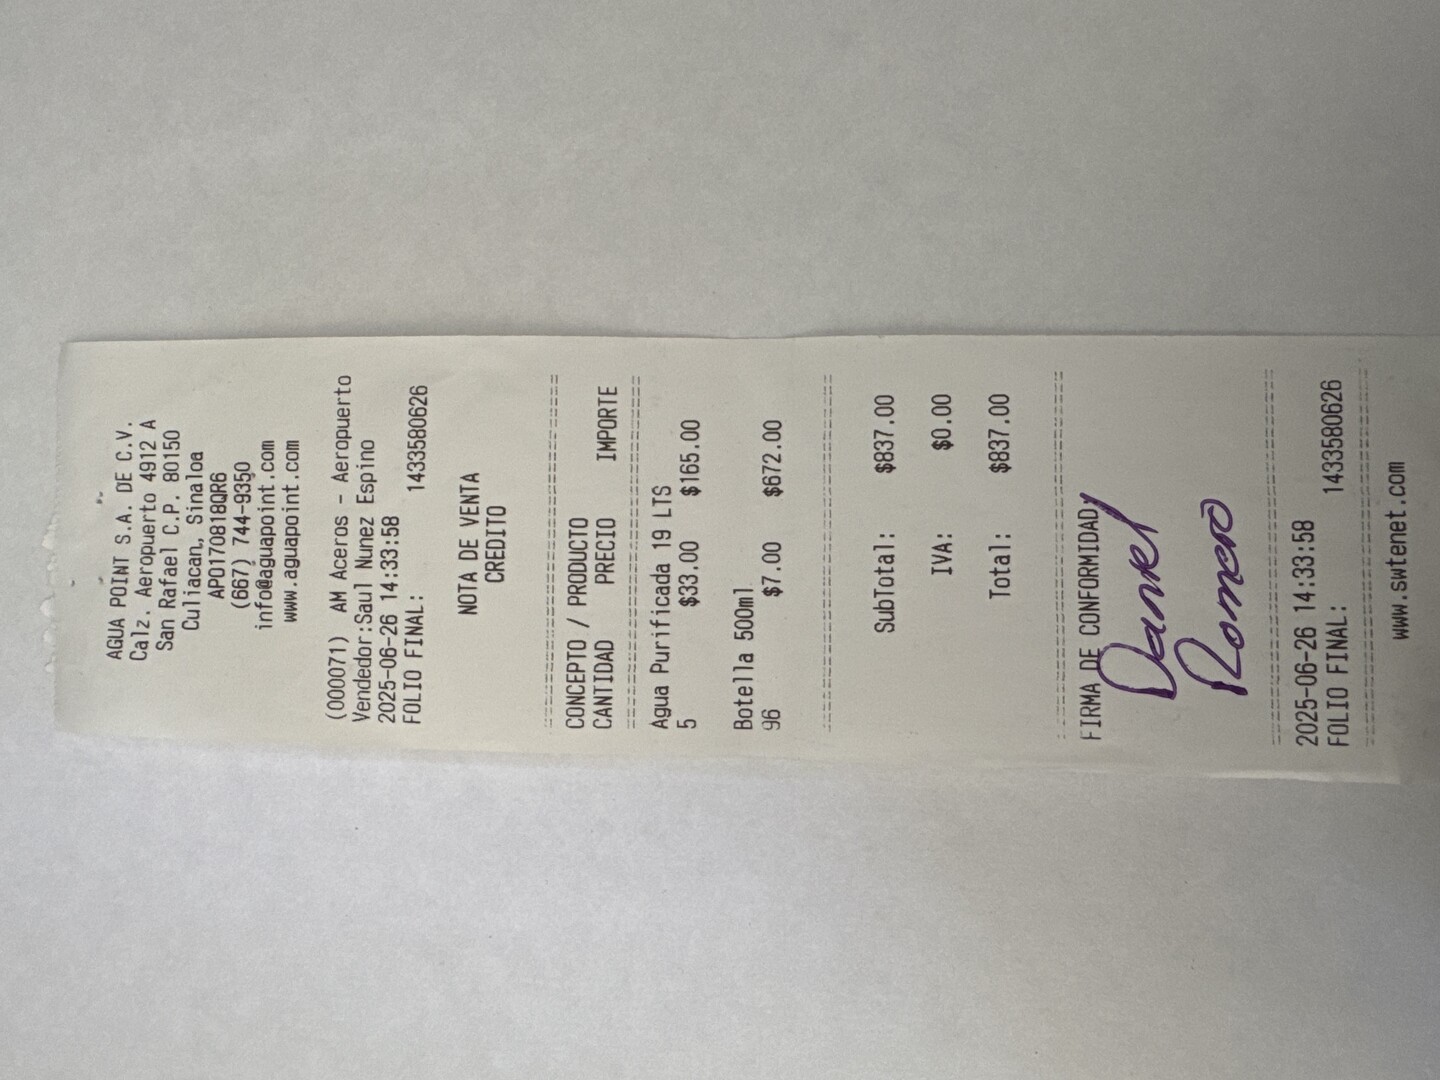 AGUA POINT S.A. DE C.V.
Calz. Aeropuerto 4912 A
San Rafael C.P. 80150
Culiacan, Sinaloa
APO170818QR6
(667) 744-9350
info@aguapoint.com
www.aguapoint.com
(000071) AM Aceros - Aeropuerto
Vendedor:Saul Nunez Espino
2025-06-26 14:33:58
FOLIO FINAL: 1433580626
NOTA DE VENTA
CREDITO
================================
CONCEPTO / PRODUCTO
CANTIDAD PRECIO IMPORTE
================================
Agua Purificada 19 LTS
5 $33.00 $165.00
Botella 500ml
96 $7.00 $672.00
================================
SubTotal: $837.00
IVA: $0.00
Total: $837.00
================================
FIRMA DE CONFORMIDAD
Daniel
Romero
================================
2025-06-26 14:33:58
FOLIO FINAL: 1433580626
================================
www.swtenet.com